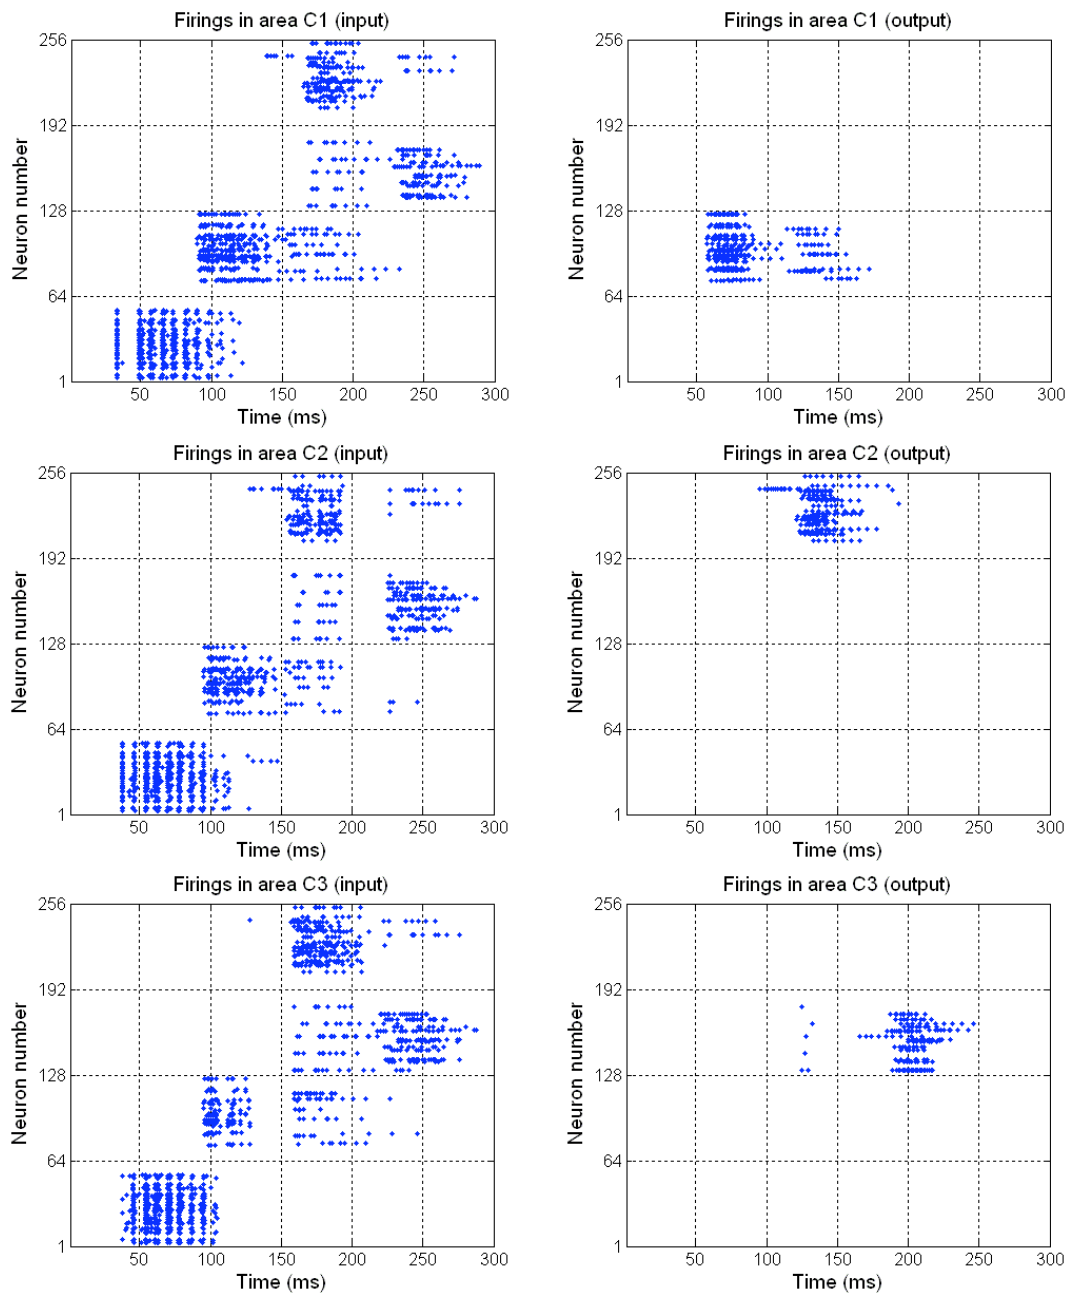 Firings in area C1 (input)
256
192
128
64
1
Neuron number
50 100 150 200 250 300
Time (ms)
Firings in area C1 (output)
256
192
128
64
1
Neuron number
50 100 150 200 250 300
Time (ms)
Firings in area C2 (input)
256
192
128
64
1
Neuron number
50 100 150 200 250 300
Time (ms)
Firings in area C2 (output)
256
192
128
64
1
Neuron number
50 100 150 200 250 300
Time (ms)
Firings in area C3 (input)
256
192
128
64
1
Neuron number
50 100 150 200 250 300
Time (ms)
Firings in area C3 (output)
256
192
128
64
1
Neuron number
50 100 150 200 250 300
Time (ms)